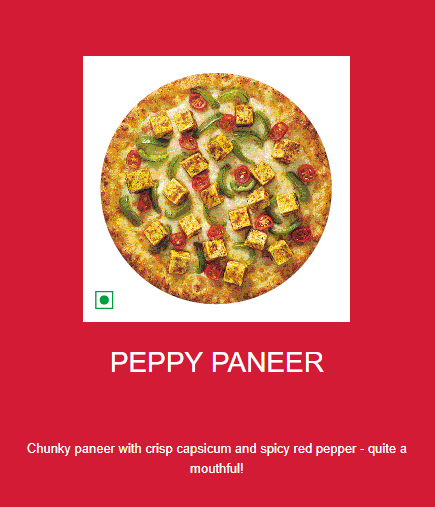 PEPPY PANEER
Chunky paneer with crisp capsicum and spicy red pepper - quite a
mouthful!